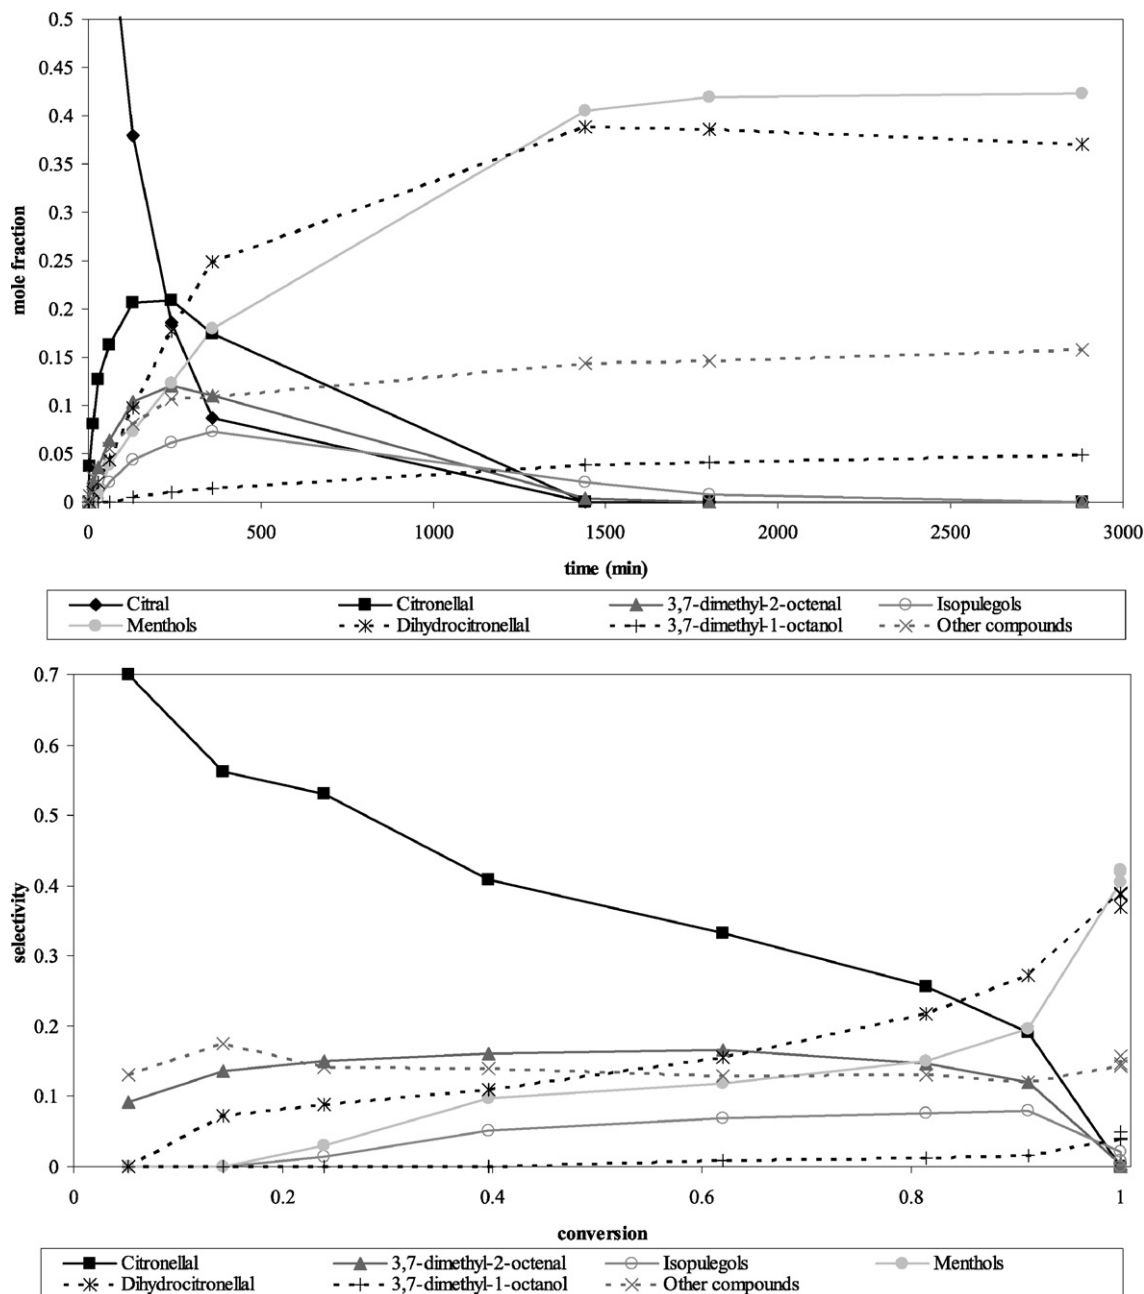 0.5
0.45
0.4
0.35
0.3
0.25
0.2
0.15
0.1
0.05
0
mole fraction
0 500 1000 1500 2000 2500 3000
time (min)
Citral Citronellal 3,7-dimethyl-2-octenal Isopulegols
Menthols Dihydrocitronellal 3,7-dimethyl-1-octanol Other compounds
0.7
0.6
0.5
0.4
0.3
0.2
0.1
0
selectivity
0 0.2 0.4 0.6 0.8 1
conversion
Citronellal 3,7-dimethyl-2-octenal Isopulegols Menthols
Dihydrocitronellal 3,7-dimethyl-1-octanol Other compounds